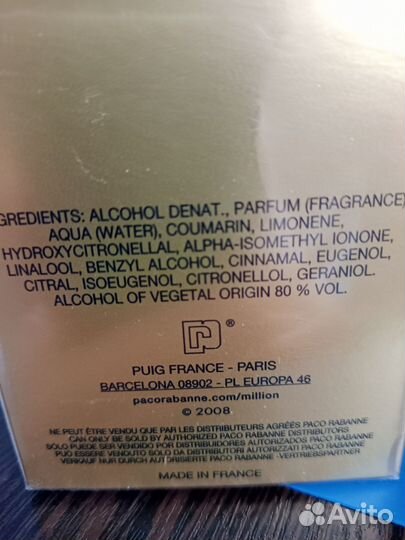 GREDIENTS: ALCOHOL DENAT., PARFUM (FRAGRANCE)
AQUA (WATER), COUMARIN, LIMONENE,
HYDROXYCITRONELLAL, ALPHA-ISOMETHYL IONONE,
LINALOOL, BENZYL ALCOHOL, CINNAMAL, EUGENOL,
CITRAL, ISOEUGENOL, CITRONELLOL, GERANIOL.
ALCOHOL OF VEGETAL ORIGIN 80 % VOL.
®
PUIG FRANCE - PARIS
BARCELONA 08902 - PL EUROPA 46
pacorabanne.com/million
© 2008
NE PEUT ÊTRE VENDU QUE PAR LES DISTRIBUTEURS AGRÉÉS PACO RABANNE
CAN ONLY BE SOLD BY AUTHORIZED PACO RABANNE DISTRIBUTORS
SÓLO PUEDE SER VENDIDO POR DISTRIBUIDORES AUTORIZADOS PACO RABANNE
PUÒ ESSERE VENDUTO SOLO DA DISTRIBUTORI AUTORIZZATI PACO RABANNE
VERKAUF NUR DURCH AUTORISIERTE PACO RABANNE -VERTRIEBSPARTNER
MADE IN FRANCE
Avito